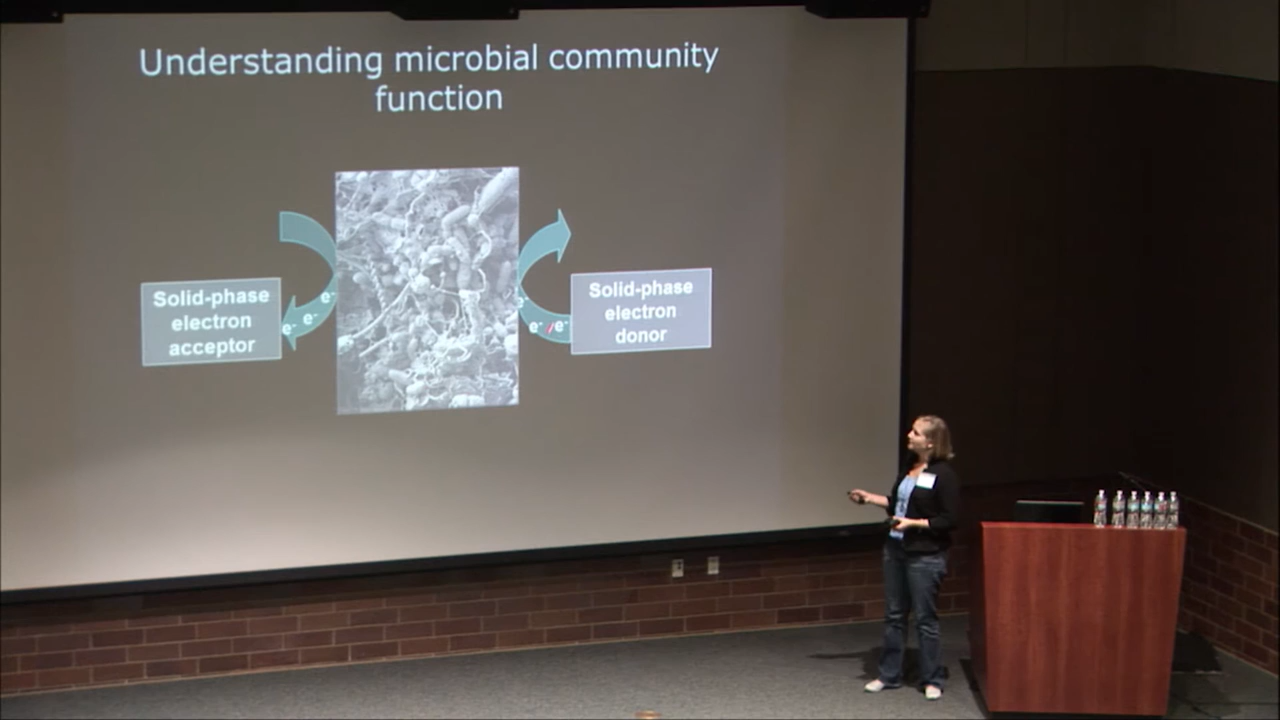 Understanding microbial community
function
Solid-phase
electron
acceptor
e-
e-
e-
e-
e-
e-
Solid-phase
electron
donor